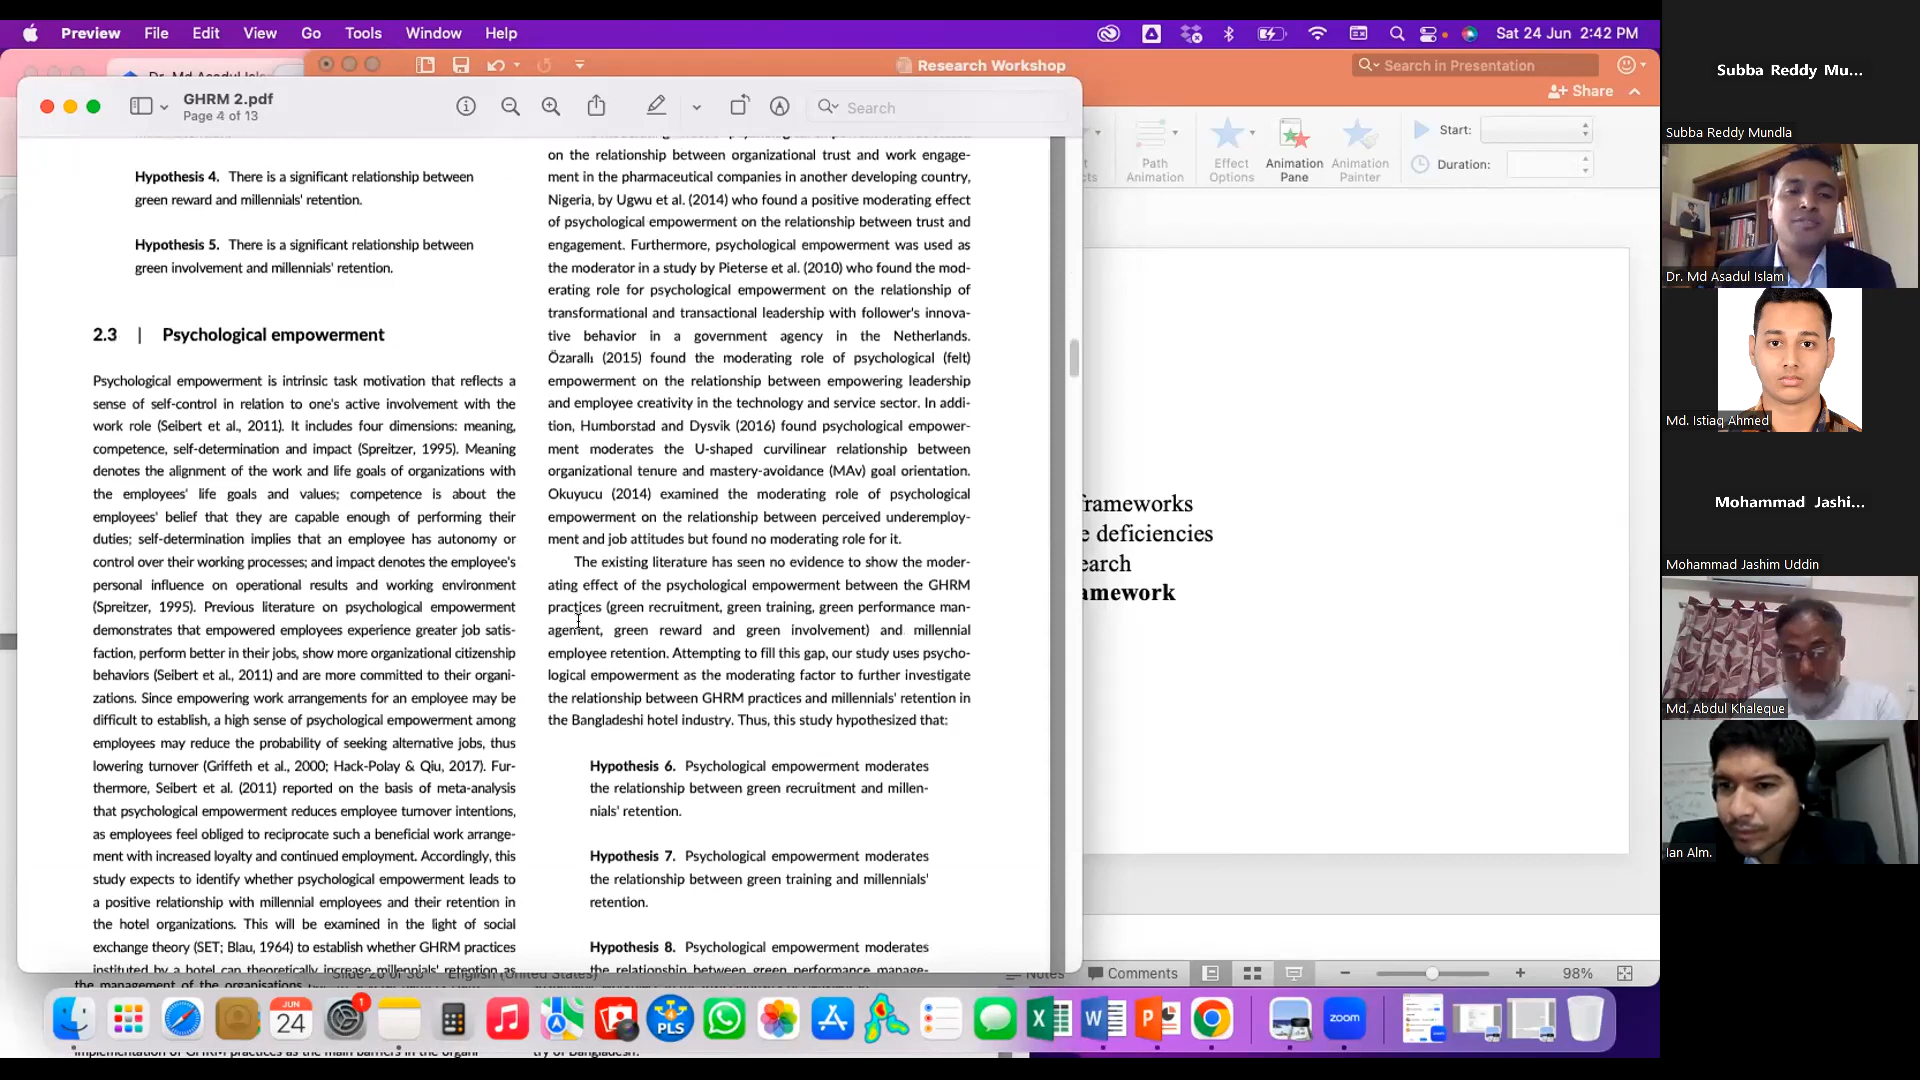 Preview File Edit View Go Tools Window Help
Sat 24 Jun 2:42 PM
Research Workshop
Search in Presentation
Share
GHRM 2.pdf
Page 4 of 13
Search
Path
Animation
Effect
Options
Animation
Pane
Animation
Painter
Start:
Duration:
Hypothesis 4. There is a significant relationship between
green reward and millennials' retention.
Hypothesis 5. There is a significant relationship between
green involvement and millennials' retention.
2.3 | Psychological empowerment
Psychological empowerment is intrinsic task motivation that reflects a
sense of self-control in relation to one's active involvement with the
work role (Seibert et al., 2011). It includes four dimensions: meaning,
competence, self-determination and impact (Spreitzer, 1995). Meaning
denotes the alignment of the work and life goals of organizations with
the employees' life goals and values; competence is about the
employees' belief that they are capable enough of performing their
duties; self-determination implies that an employee has autonomy or
control over their working processes; and impact denotes the employee's
personal influence on operational results and working environment
(Spreitzer, 1995). Previous literature on psychological empowerment
demonstrates that empowered employees experience greater job satis-
faction, perform better in their jobs, show more organizational citizenship
behaviors (Seibert et al., 2011) and are more committed to their organi-
zations. Since empowering work arrangements for an employee may be
difficult to establish, a high sense of psychological empowerment among
employees may reduce the probability of seeking alternative jobs, thus
lowering turnover (Griffeth et al., 2000; Hack-Polay & Qiu, 2017). Fur-
thermore, Seibert et al. (2011) reported on the basis of meta-analysis
that psychological empowerment reduces employee turnover intentions,
as employees feel obliged to reciprocate such a beneficial work arrange-
ment with increased loyalty and continued employment. Accordingly, this
study expects to identify whether psychological empowerment leads to
a positive relationship with millennial employees and their retention in
the hotel organizations. This will be examined in the light of social
exchange theory (SET; Blau, 1964) to establish whether GHRM practices
instituted by a hotel can theoretically increase millennials' retention as
on the relationship between organizational trust and work engage-
ment in the pharmaceutical companies in another developing country,
Nigeria, by Ugwu et al. (2014) who found a positive moderating effect
of psychological empowerment on the relationship between trust and
engagement. Furthermore, psychological empowerment was used as
the moderator in a study by Pieterse et al. (2010) who found the mod-
erating role for psychological empowerment on the relationship of
transformational and transactional leadership with follower's innova-
tive behavior in a government agency in the Netherlands.
Özarallı (2015) found the moderating role of psychological (felt)
empowerment on the relationship between empowering leadership
and employee creativity in the technology and service sector. In addi-
tion, Humborstad and Dysvik (2016) found psychological empower-
ment moderates the U-shaped curvilinear relationship between
organizational tenure and mastery-avoidance (MAv) goal orientation.
Okuyucu (2014) examined the moderating role of psychological
empowerment on the relationship between perceived underemploy-
ment and job attitudes but found no moderating role for it.
The existing literature has seen no evidence to show the moder-
ating effect of the psychological empowerment between the GHRM
practices (green recruitment, green training, green performance man-
agement, green reward and green involvement) and millennial
employee retention. Attempting to fill this gap, our study uses psycho-
logical empowerment as the moderating factor to further investigate
the relationship between GHRM practices and millennials' retention in
the Bangladeshi hotel industry. Thus, this study hypothesized that:
Hypothesis 6. Psychological empowerment moderates
the relationship between green recruitment and millen-
nials' retention.
Hypothesis 7. Psychological empowerment moderates
the relationship between green training and millennials'
retention.
Hypothesis 8. Psychological empowerment moderates
the relationship between green performance manage-
frameworks
deficiencies
Comments
98%
the management of the organisations
JUN
24
1
PLS
zoom
Subba Reddy Mu...
Subba Reddy Mundla
Dr. Md Asadul Islam
Md. Istiaq Ahmed
Mohammad Jashi...
Mohammad Jashim Uddin
Md. Abdul Khaleque
Ian Alm.